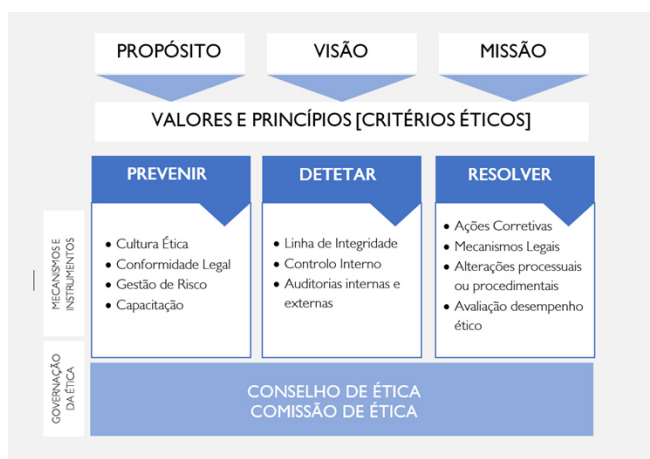 PROPÓSITO
VISÃO
MISSÃO
VALORES E PRINCÍPIOS [CRITÉRIOS ÉTICOS]
PREVENIR
DETETAR
RESOLVER
MECANISMOS E
INSTRUMENTOS
• Cultura Ética
• Conformidade Legal
• Gestão de Risco
• Capacitação
• Linha de Integridade
• Controlo Interno
• Auditorias internas e
externas
• Ações Corretivas
• Mecanismos Legais
• Alterações processuais
ou procedimentais
• Avaliação desempenho
ético
GOVERNAÇÃO
DA ÉTICA
CONSELHO DE ÉTICA
COMISSÃO DE ÉTICA